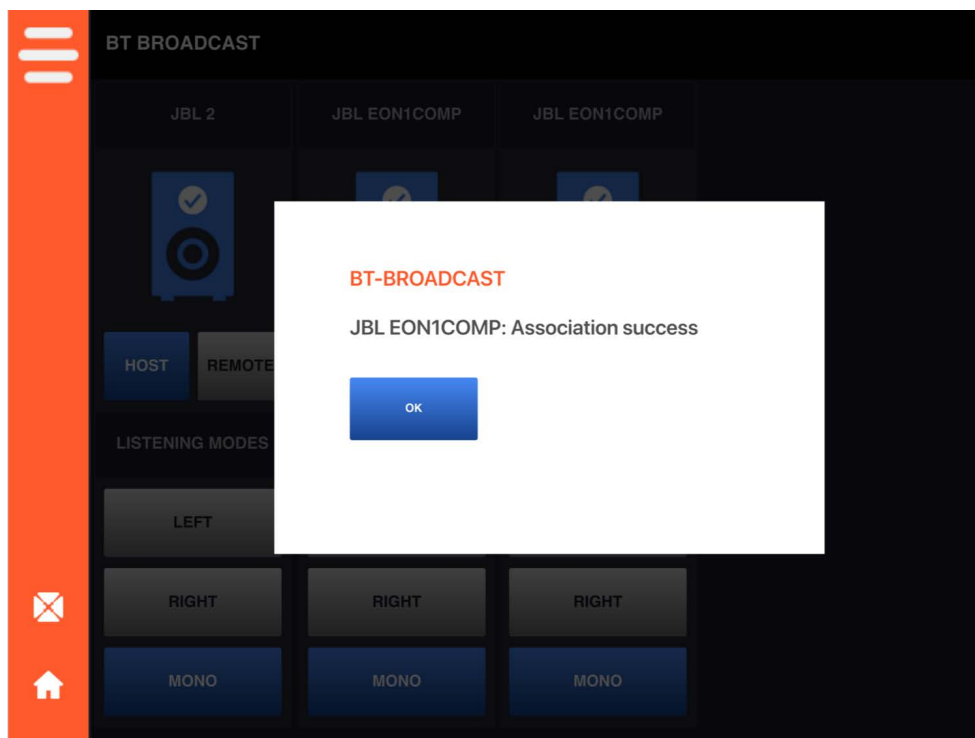 BT BROADCAST
JBL 2
JBL EON1COMP
JBL EON1COMP
BT-BROADCAST
JBL EON1COMP: Association success
OK
HOST
REMOTE
LISTENING MODES
LEFT
RIGHT
RIGHT
RIGHT
MONO
MONO
MONO